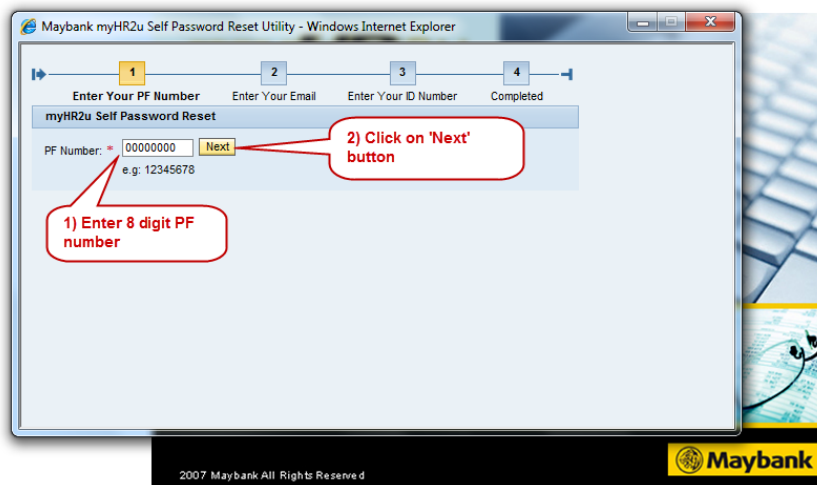 Maybank myHR2u Self Password Reset Utility - Windows Internet Explorer
1 2 3 4
Enter Your PF Number Enter Your Email Enter Your ID Number Completed
myHR2u Self Password Reset
PF Number: * 00000000 Next
e.g: 12345678
2) Click on 'Next'
button
1) Enter 8 digit PF
number
Maybank
2007 Maybank All Rights Reserved